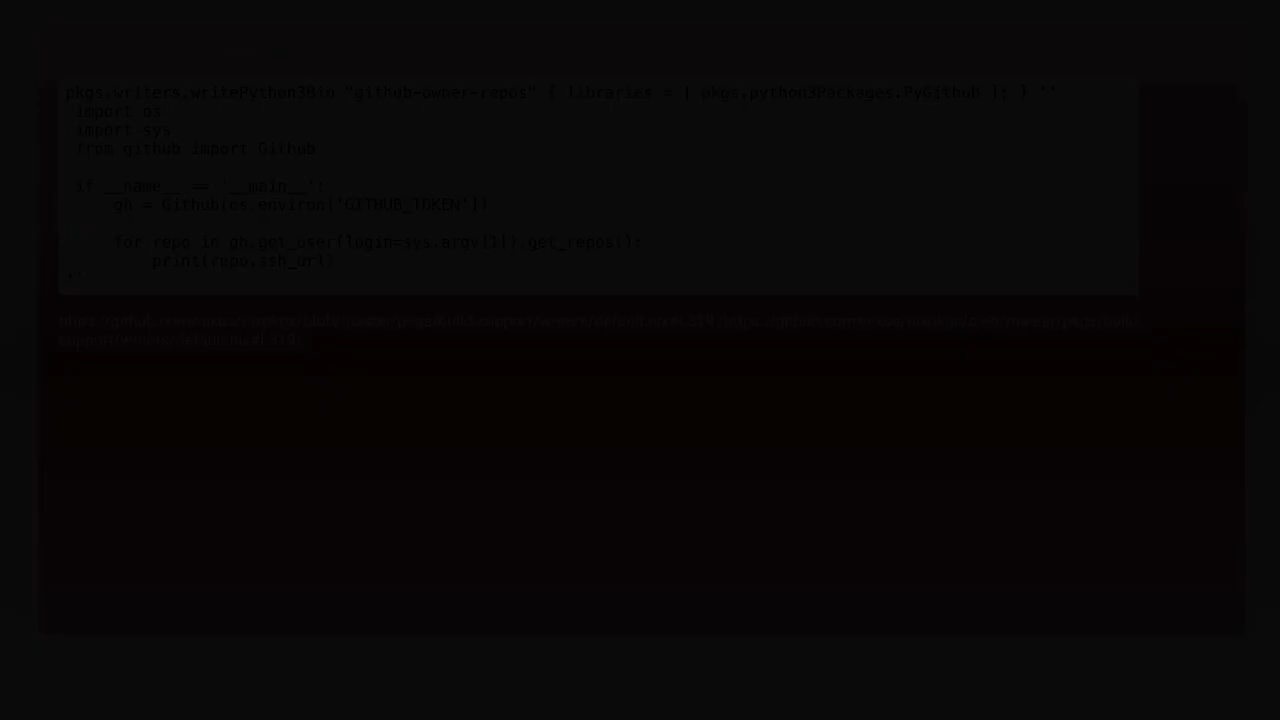 pkgs.writers.writePython3Bin "github-owner-repos" { libraries = [ pkgs.python3Packages.PyGithub ]; } ''
import os
import sys
from github import Github
if __name__ == '__main__':
gh = Github(os.environ['GITHUB_TOKEN'])
for repo in gh.get_user(login=sys.argv[1]).get_repos():
print(repo.ssh_url)
''